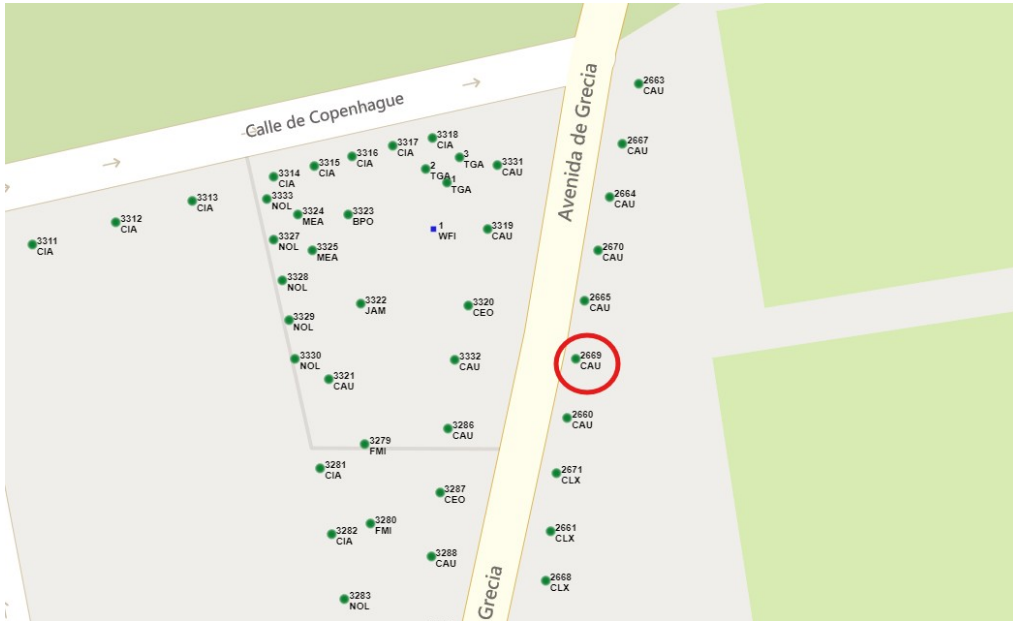 Calle de Copenhague
Avenida de Grecia
Grecia
2663
CAU
2667
CAU
2664
CAU
2670
CAU
2665
CAU
2669
CAU
2660
CAU
2671
CLX
2661
CLX
2668
CLX
3311
CIA
3312
CIA
3313
CIA
3314
CIA
3315
CIA
3316
CIA
3317
CIA
3318
CIA
2
TGA
3
TGA
1
TGA
3331
CAU
3333
NOL
3324
MEA
3323
BPO
1
WFI
3319
CAU
3327
NOL
3325
MEA
3328
NOL
3322
JAM
3320
CEO
3329
NOL
3330
NOL
3321
CAU
3332
CAU
3286
CAU
3279
FMI
3281
CIA
3287
CEO
3280
FMI
3282
CIA
3288
CAU
3283
NOL